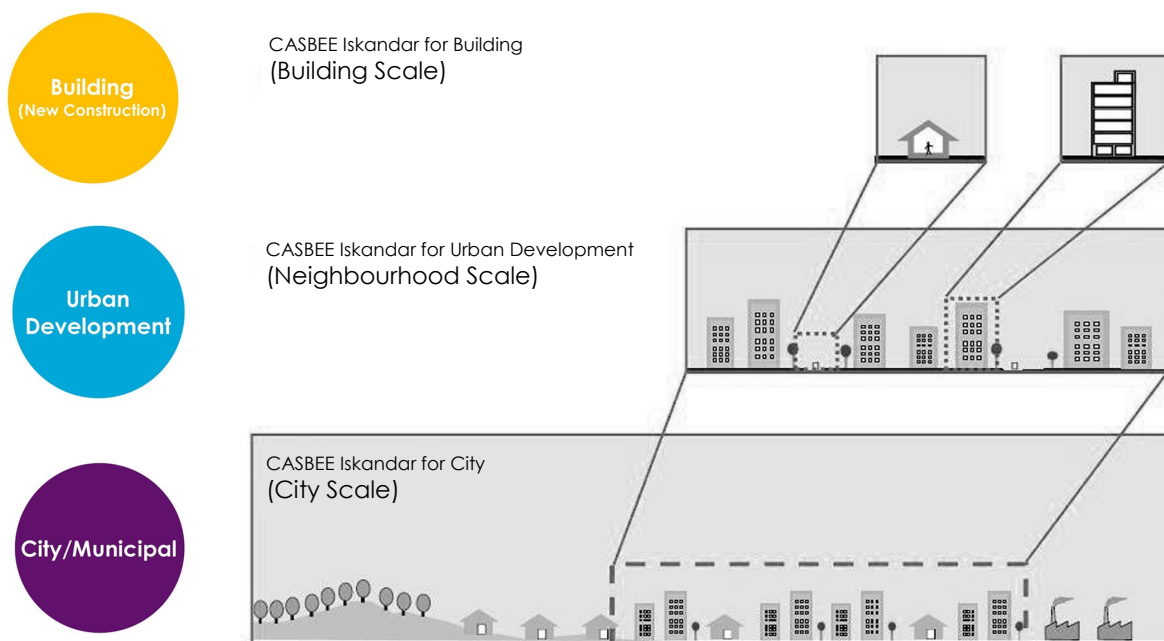 Building
(New Construction)
CASBEE Iskandar for Building
(Building Scale)
Urban
Development
CASBEE Iskandar for Urban Development
(Neighbourhood Scale)
City/Municipal
CASBEE Iskandar for City
(City Scale)